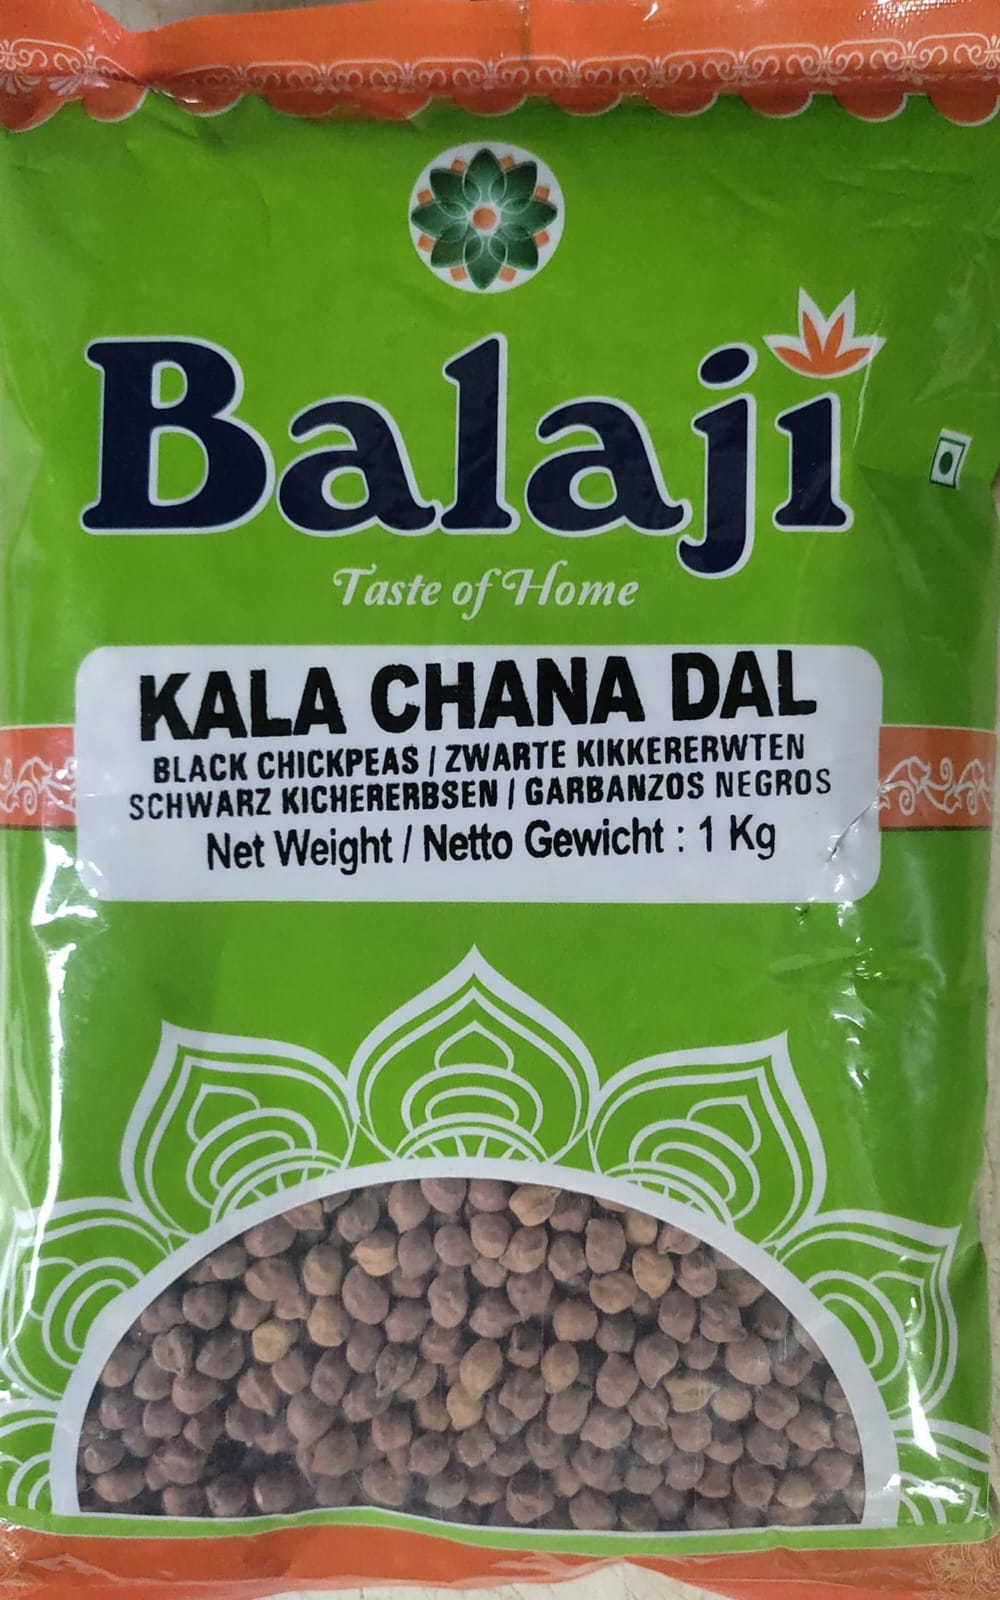 Balaji
Taste of Home
KALA CHANA DAL
BLACK CHICKPEAS / ZWARTE KIKKERERWTEN
SCHWARZ KICHERERBSEN / GARBANZOS NEGROS
Net Weight / Netto Gewicht : 1 Kg